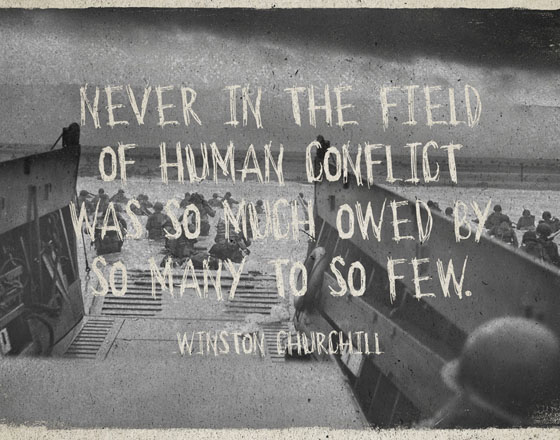 NEVER IN THE FIELD
OF HUMAN CONFLICT
WAS SO MUCH OWED BY
SO MANY TO SO FEW.
WINSTON CHURCHILL